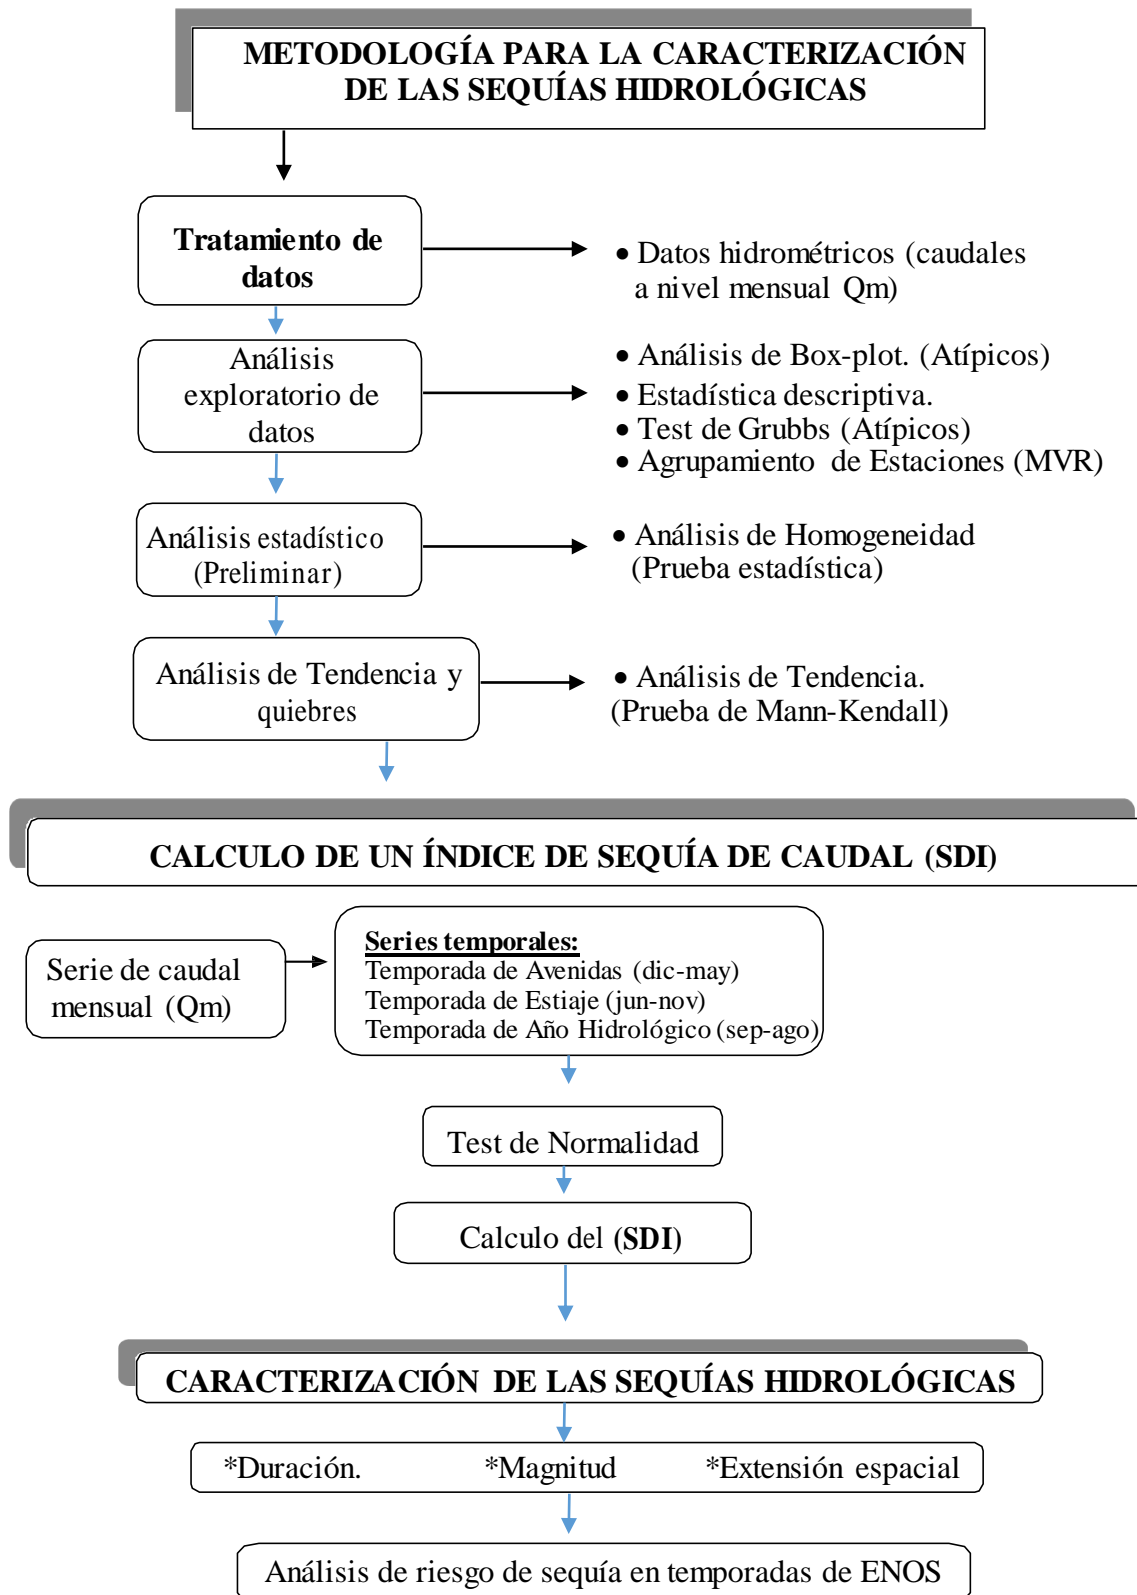 METODOLOGÍA PARA LA CARACTERIZACIÓN
DE LAS SEQUÍAS HIDROLÓGICAS
Tratamiento de
datos
• Datos hidrométricos (caudales
a nivel mensual Qm)
Análisis
exploratorio de
datos
• Análisis de Box-plot. (Atípicos)
• Estadística descriptiva.
• Test de Grubbs (Atípicos)
• Agrupamiento de Estaciones (MVR)
Análisis estadístico
(Preliminar)
• Análisis de Homogeneidad
(Prueba estadística)
Análisis de Tendencia y
quiebres
• Análisis de Tendencia.
(Prueba de Mann-Kendall)
CALCULO DE UN ÍNDICE DE SEQUÍA DE CAUDAL (SDI)
Serie de caudal
mensual (Qm)
Series temporales:
Temporada de Avenidas (dic-may)
Temporada de Estiaje (jun-nov)
Temporada de Año Hidrológico (sep-ago)
Test de Normalidad
Calculo del (SDI)
CARACTERIZACIÓN DE LAS SEQUÍAS HIDROLÓGICAS
*Duración. *Magnitud *Extensión espacial
Análisis de riesgo de sequía en temporadas de ENOS